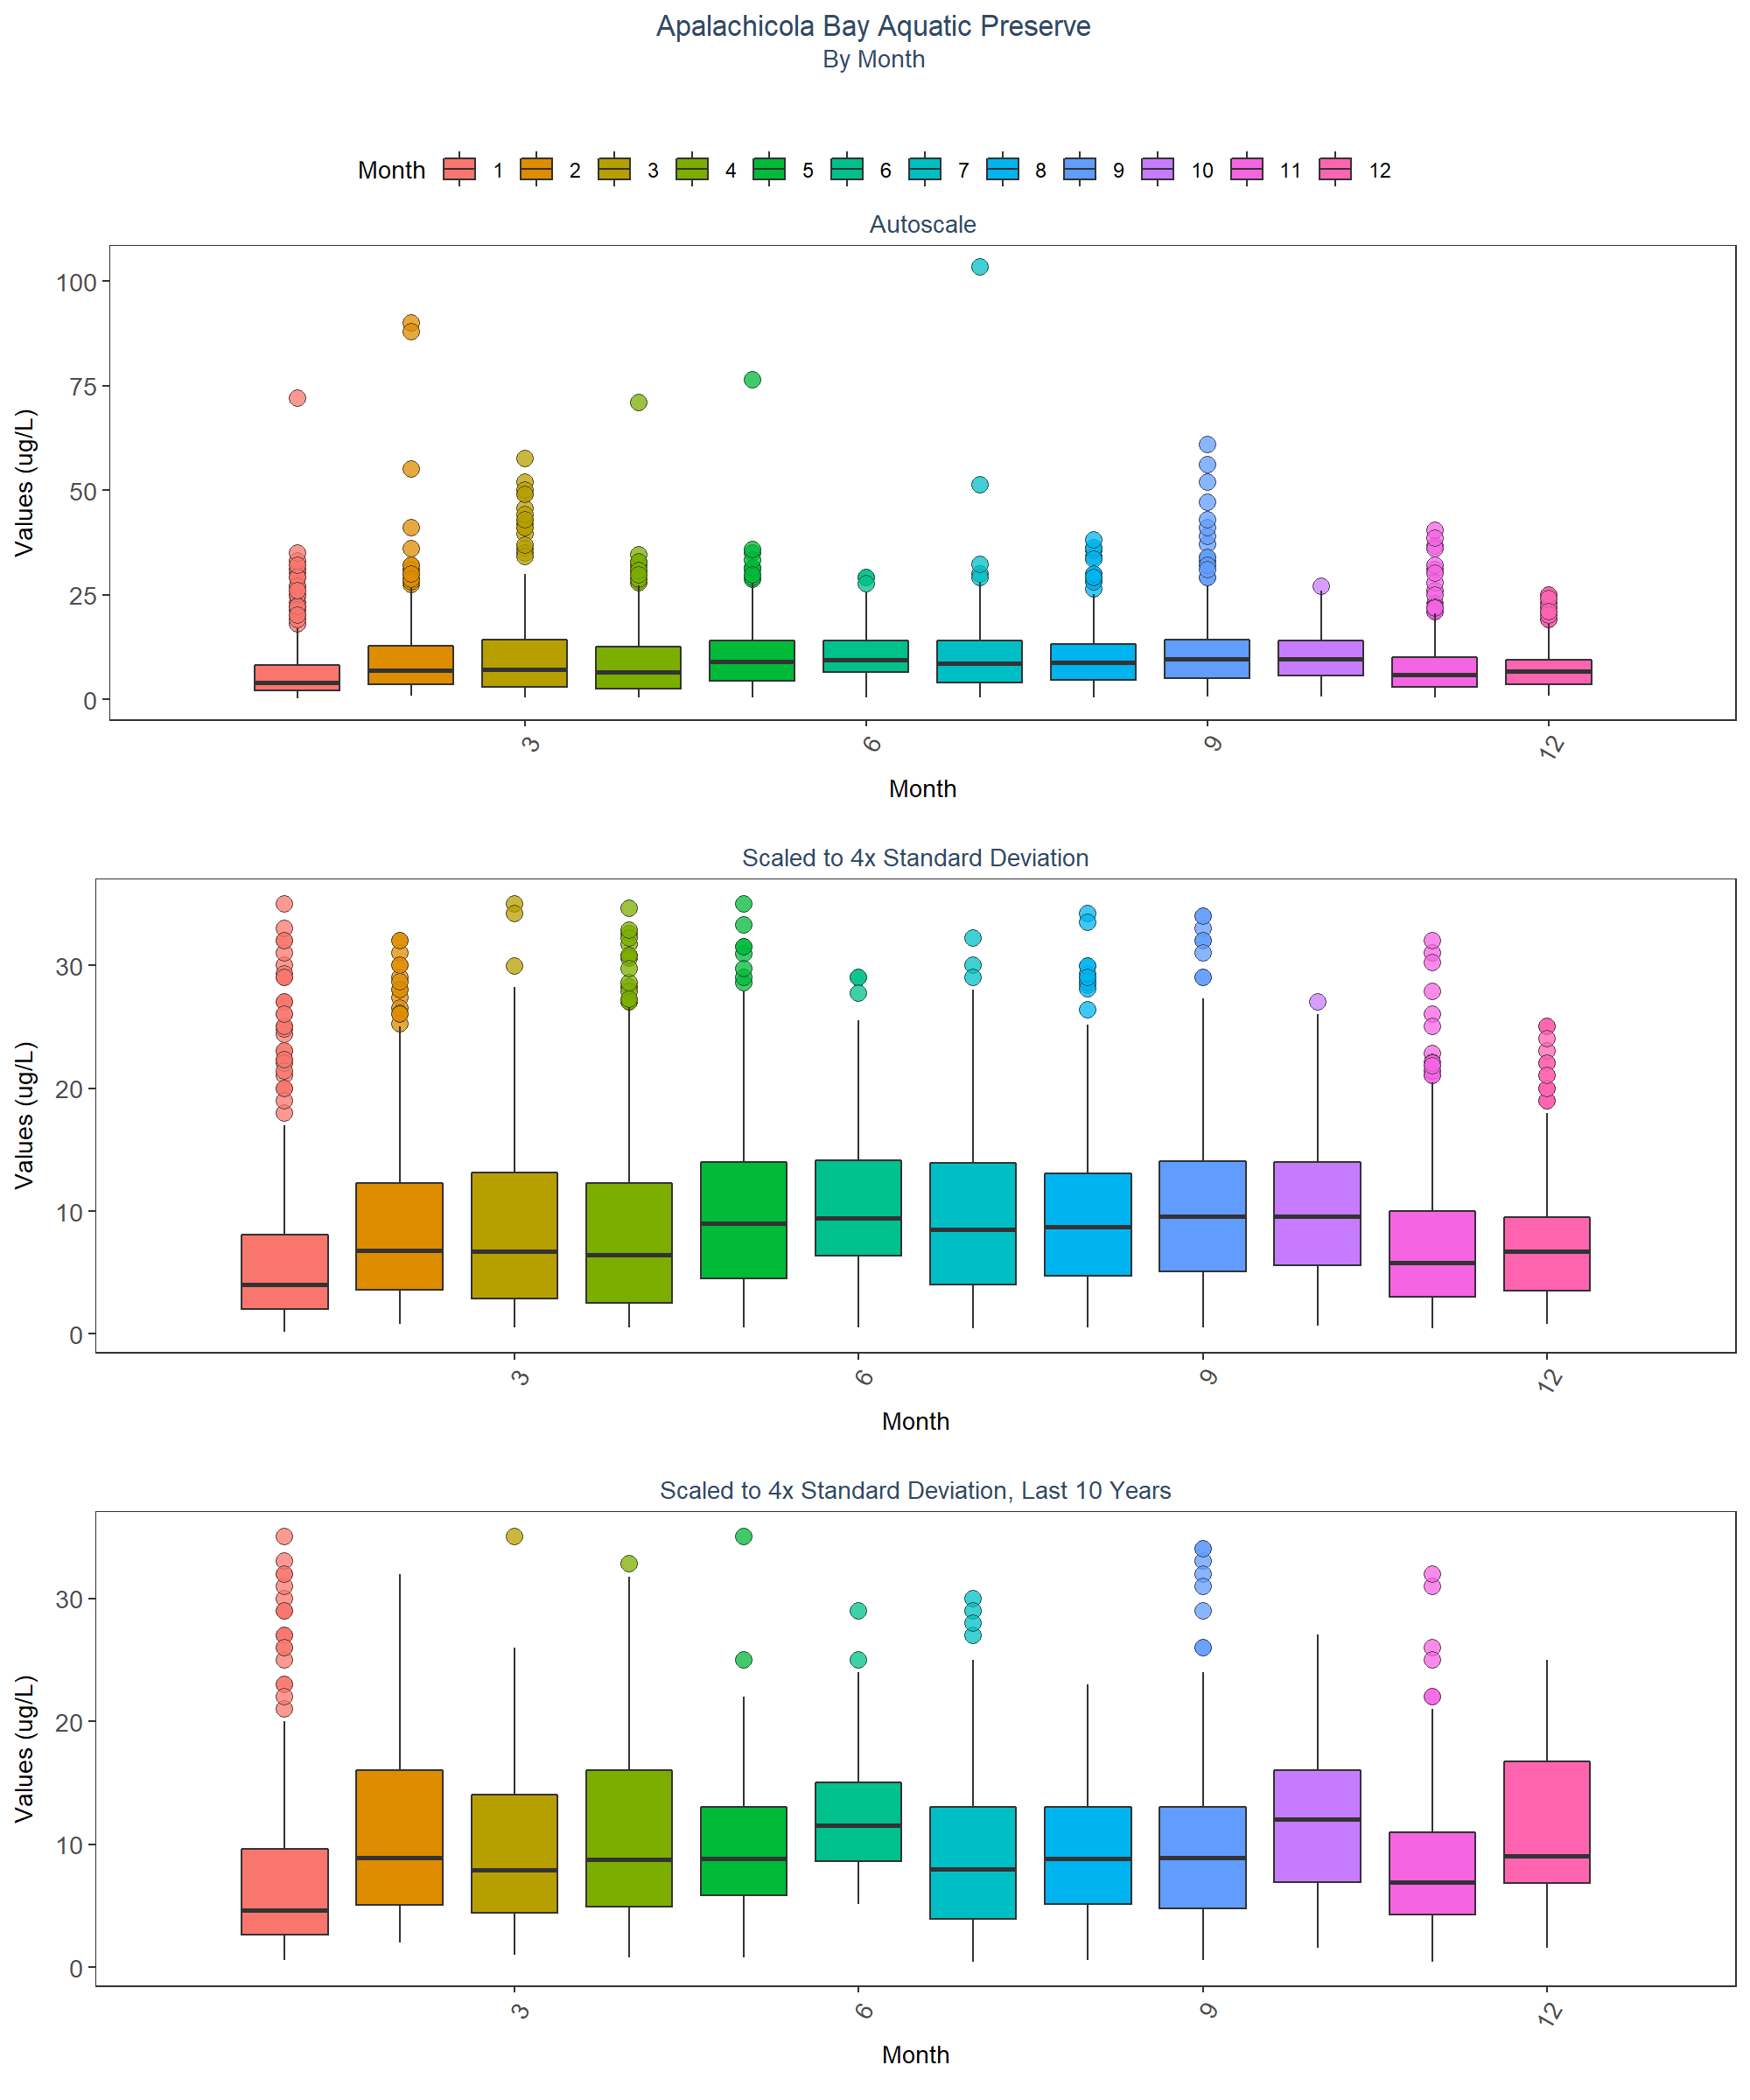 Apalachicola Bay Aquatic Preserve
By Month
Month 1 2 3 4 5 6 7 8 9 10 11 12
Autoscale
Values (ug/L)
100
75
50
25
0
3 6 9 12
Month
Scaled to 4x Standard Deviation
Values (ug/L)
30
20
10
0
3 6 9 12
Month
Scaled to 4x Standard Deviation, Last 10 Years
Values (ug/L)
30
20
10
0
3 6 9 12
Month